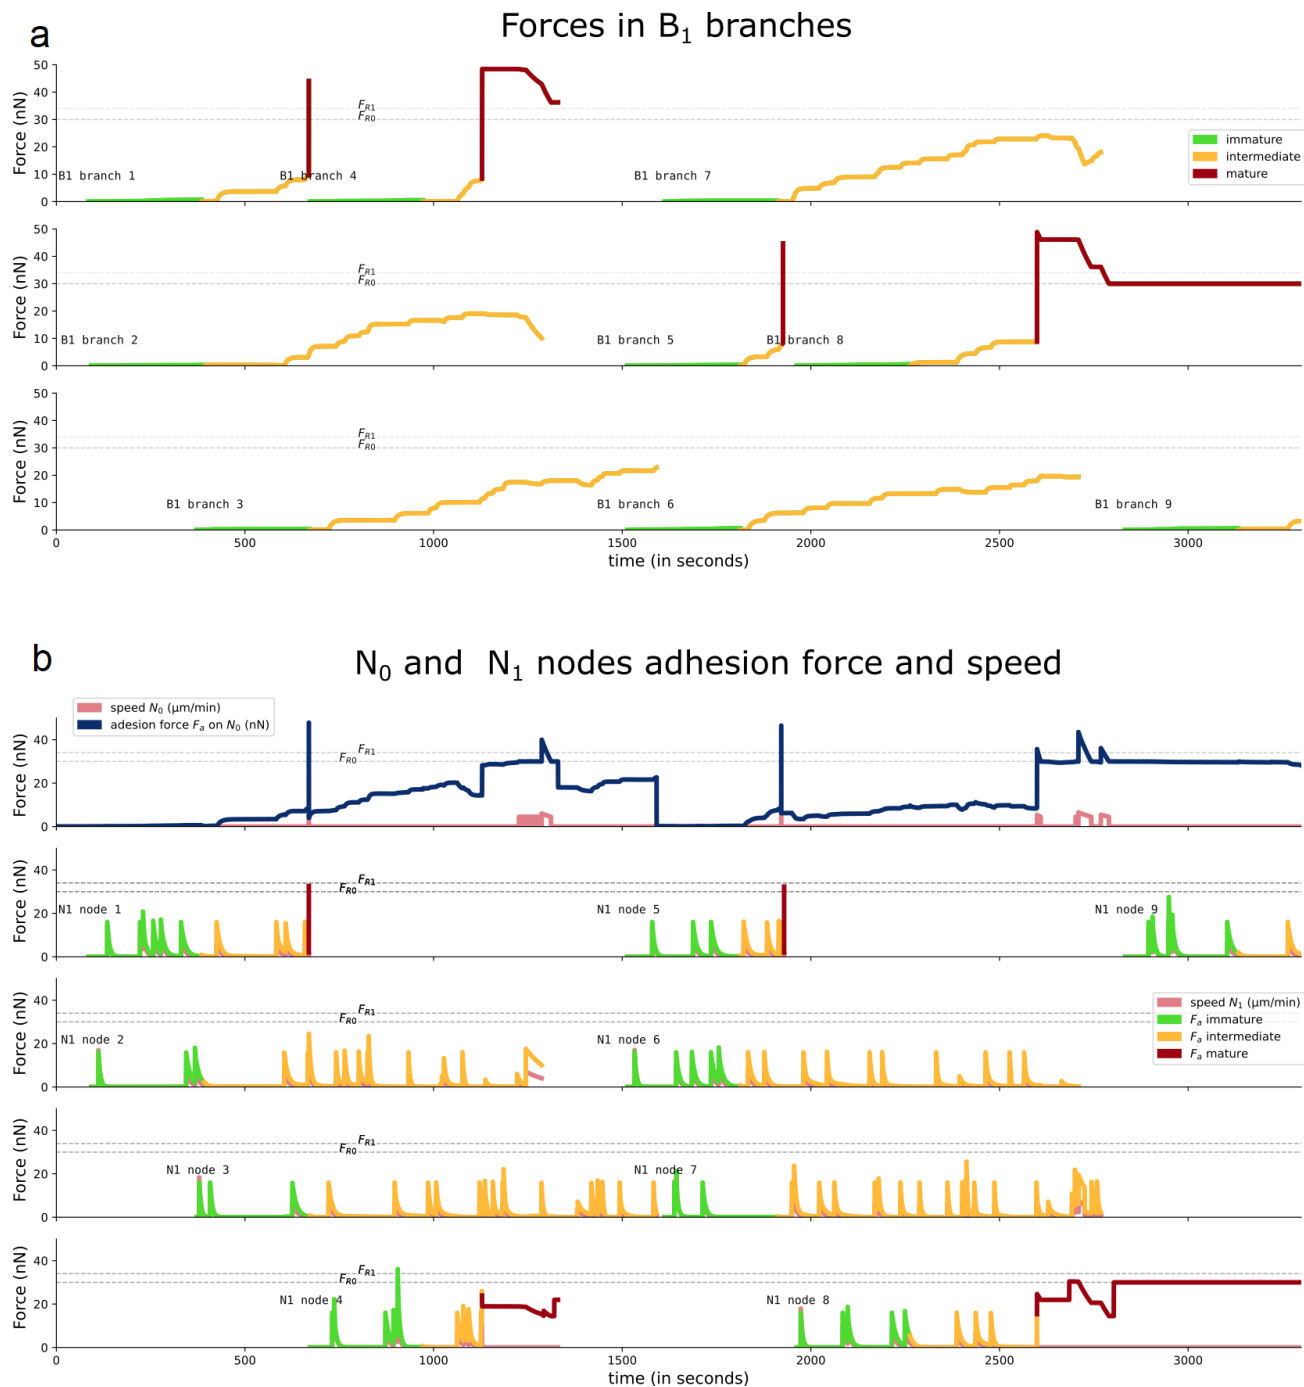 a
Forces in B1 branches
50
40
30
20
10
0
Force (nN)
FR1
FR0
B1 branch 1
B1 branch 4
B1 branch 7
immature
intermediate
mature
50
40
30
20
10
0
Force (nN)
FR1
FR0
B1 branch 2
B1 branch 5
B1 branch 8
50
40
30
20
10
0
Force (nN)
FR1
FR0
B1 branch 3
B1 branch 6
B1 branch 9
0 500 1000 1500 2000 2500 3000
time (in seconds)
b
N0 and N1 nodes adhesion force and speed
speed N0 (µm/min)
adesion force Fa on N0 (nN)
40
20
0
Force (nN)
FR1
FR0
40
20
0
Force (nN)
FR1
FR0
N1 node 1
N1 node 5
N1 node 9
40
20
0
Force (nN)
FR1
FR0
N1 node 2
N1 node 6
speed N1 (µm/min)
Fa immature
Fa intermediate
Fa mature
40
20
0
Force (nN)
FR1
FR0
N1 node 3
N1 node 7
40
20
0
Force (nN)
FR1
FR0
N1 node 4
N1 node 8
0 500 1000 1500 2000 2500 3000
time (in seconds)